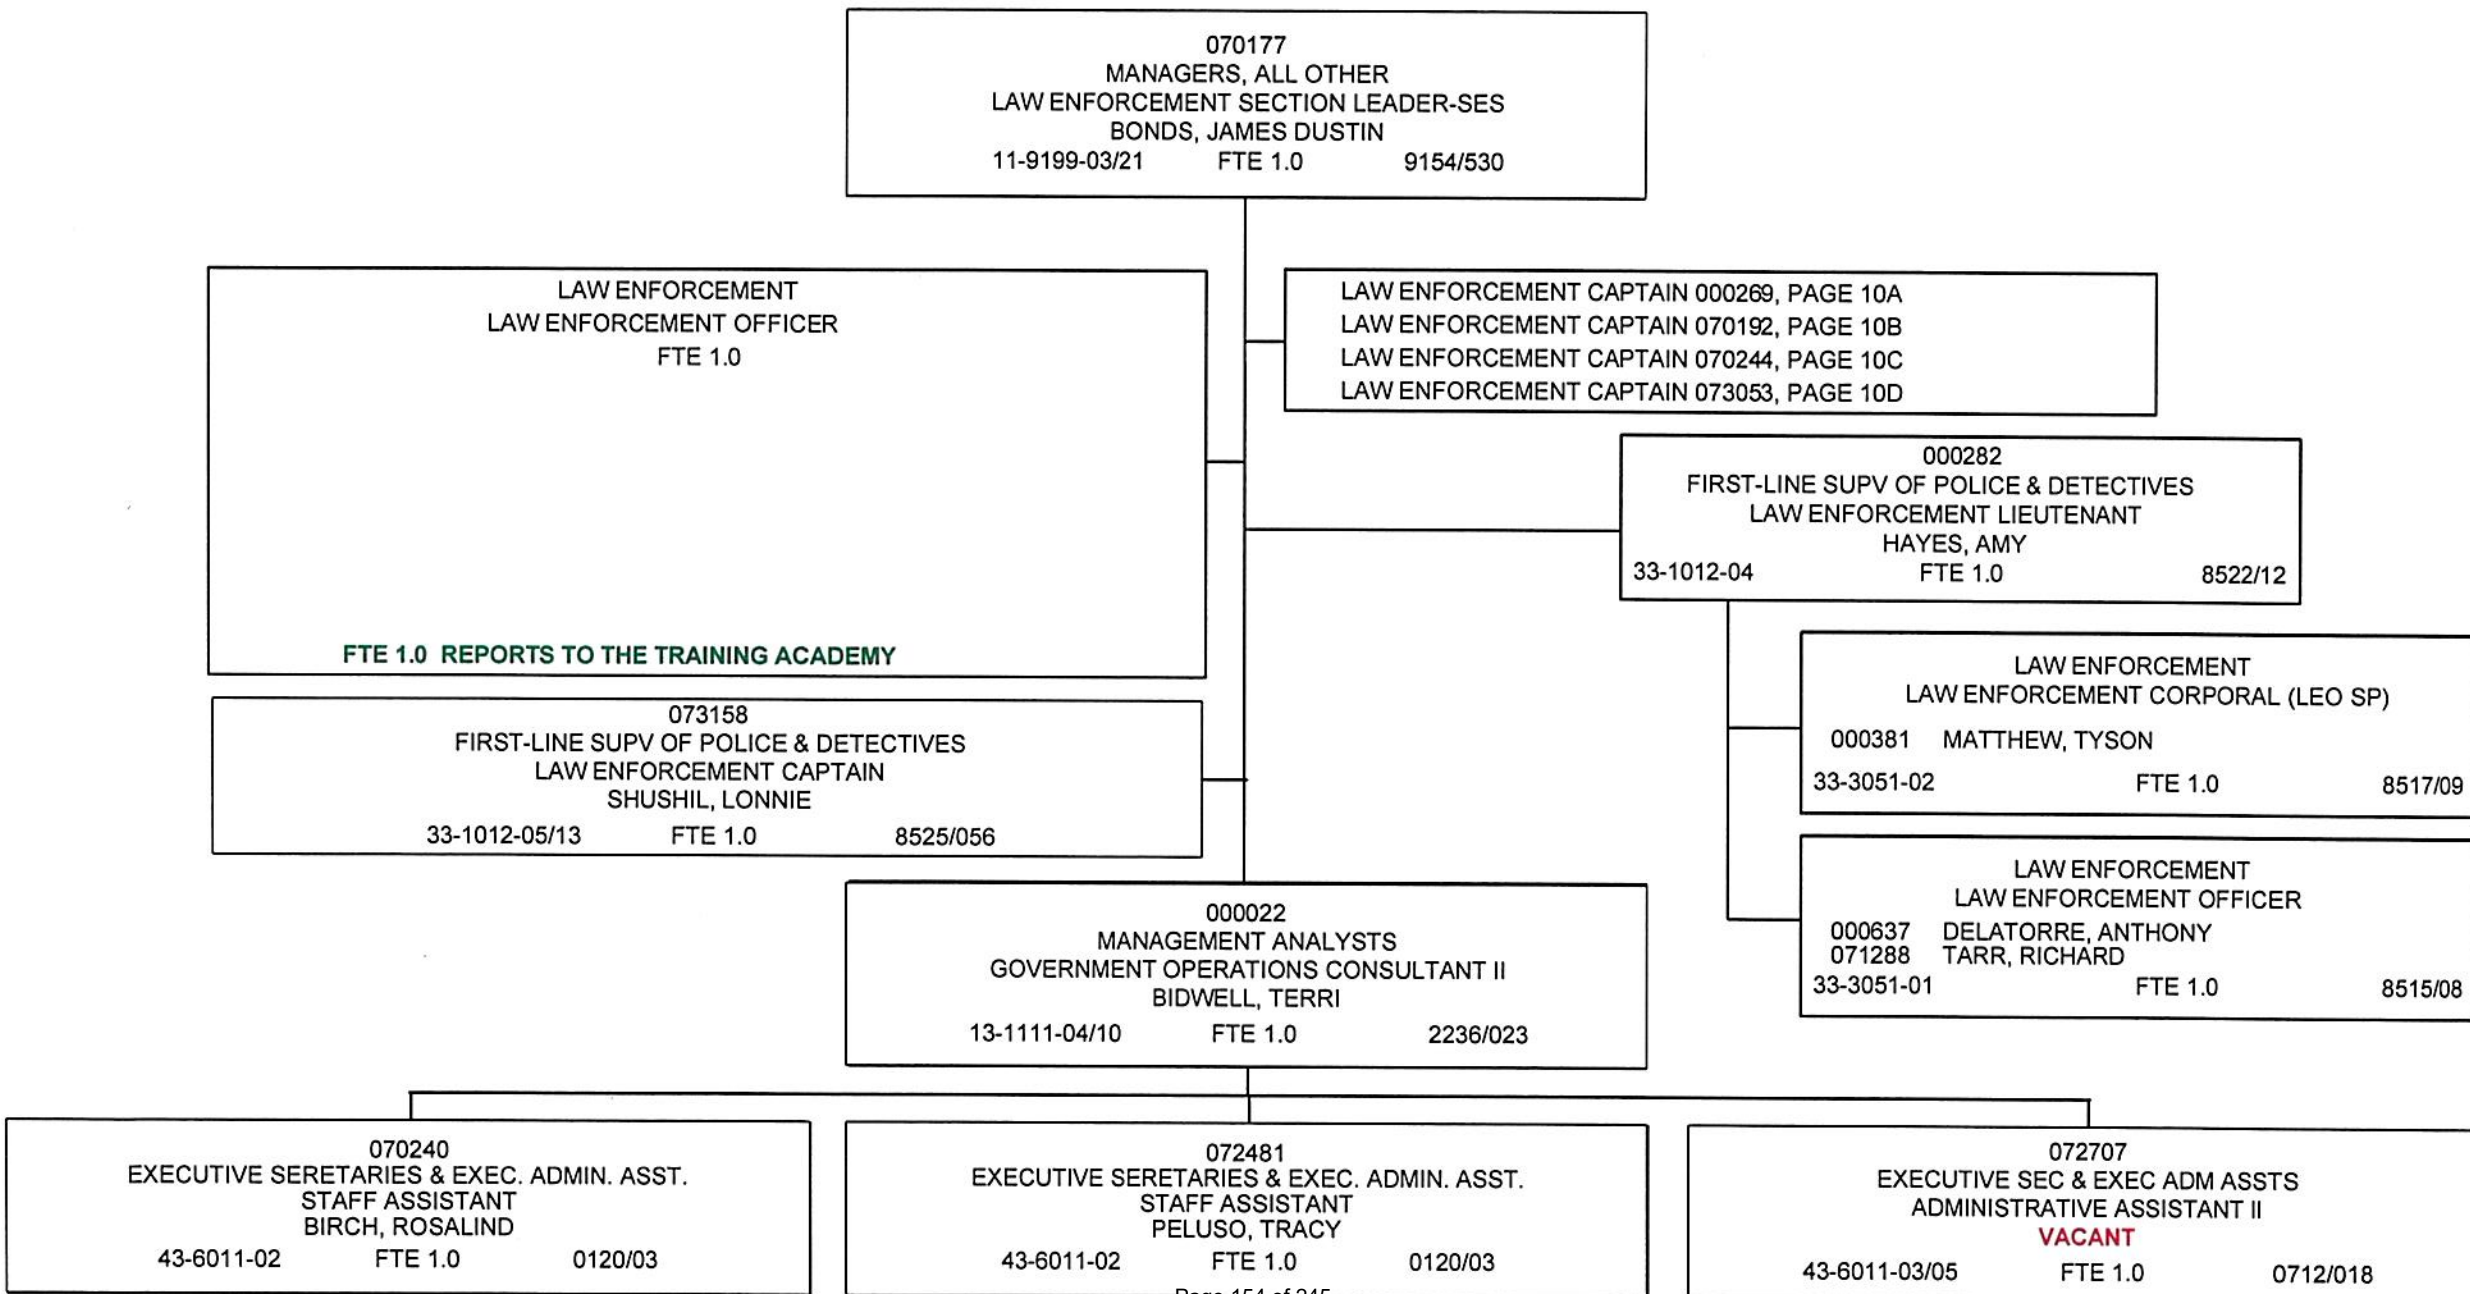 070177
MANAGERS, ALL OTHER
LAW ENFORCEMENT SECTION LEADER-SES
BONDS, JAMES DUSTIN
11-9199-03/21 FTE 1.0 9154/530
LAW ENFORCEMENT
LAW ENFORCEMENT OFFICER
FTE 1.0
FTE 1.0 REPORTS TO THE TRAINING ACADEMY
LAW ENFORCEMENT CAPTAIN 000269, PAGE 10A
LAW ENFORCEMENT CAPTAIN 070192, PAGE 10B
LAW ENFORCEMENT CAPTAIN 070244, PAGE 10C
LAW ENFORCEMENT CAPTAIN 073053, PAGE 10D
000282
FIRST-LINE SUPV OF POLICE & DETECTIVES
LAW ENFORCEMENT LIEUTENANT
HAYES, AMY
33-1012-04 FTE 1.0 8522/12
LAW ENFORCEMENT
LAW ENFORCEMENT CORPORAL (LEO SP)
000381 MATTHEW, TYSON
33-3051-02 FTE 1.0 8517/09
LAW ENFORCEMENT
LAW ENFORCEMENT OFFICER
000637 DELATORRE, ANTHONY
071288 TARR, RICHARD
33-3051-01 FTE 1.0 8515/08
073158
FIRST-LINE SUPV OF POLICE & DETECTIVES
LAW ENFORCEMENT CAPTAIN
SHUSHIL, LONNIE
33-1012-05/13 FTE 1.0 8525/056
000022
MANAGEMENT ANALYSTS
GOVERNMENT OPERATIONS CONSULTANT II
BIDWELL, TERRI
13-1111-04/10 FTE 1.0 2236/023
070240
EXECUTIVE SERETARIES & EXEC. ADMIN. ASST.
STAFF ASSISTANT
BIRCH, ROSALIND
43-6011-02 FTE 1.0 0120/03
072481
EXECUTIVE SERETARIES & EXEC. ADMIN. ASST.
STAFF ASSISTANT
PELUSO, TRACY
43-6011-02 FTE 1.0 0120/03
072707
EXECUTIVE SEC & EXEC ADM ASSTS
ADMINISTRATIVE ASSISTANT II
VACANT
43-6011-03/05 FTE 1.0 0712/018
Page 154 of 245